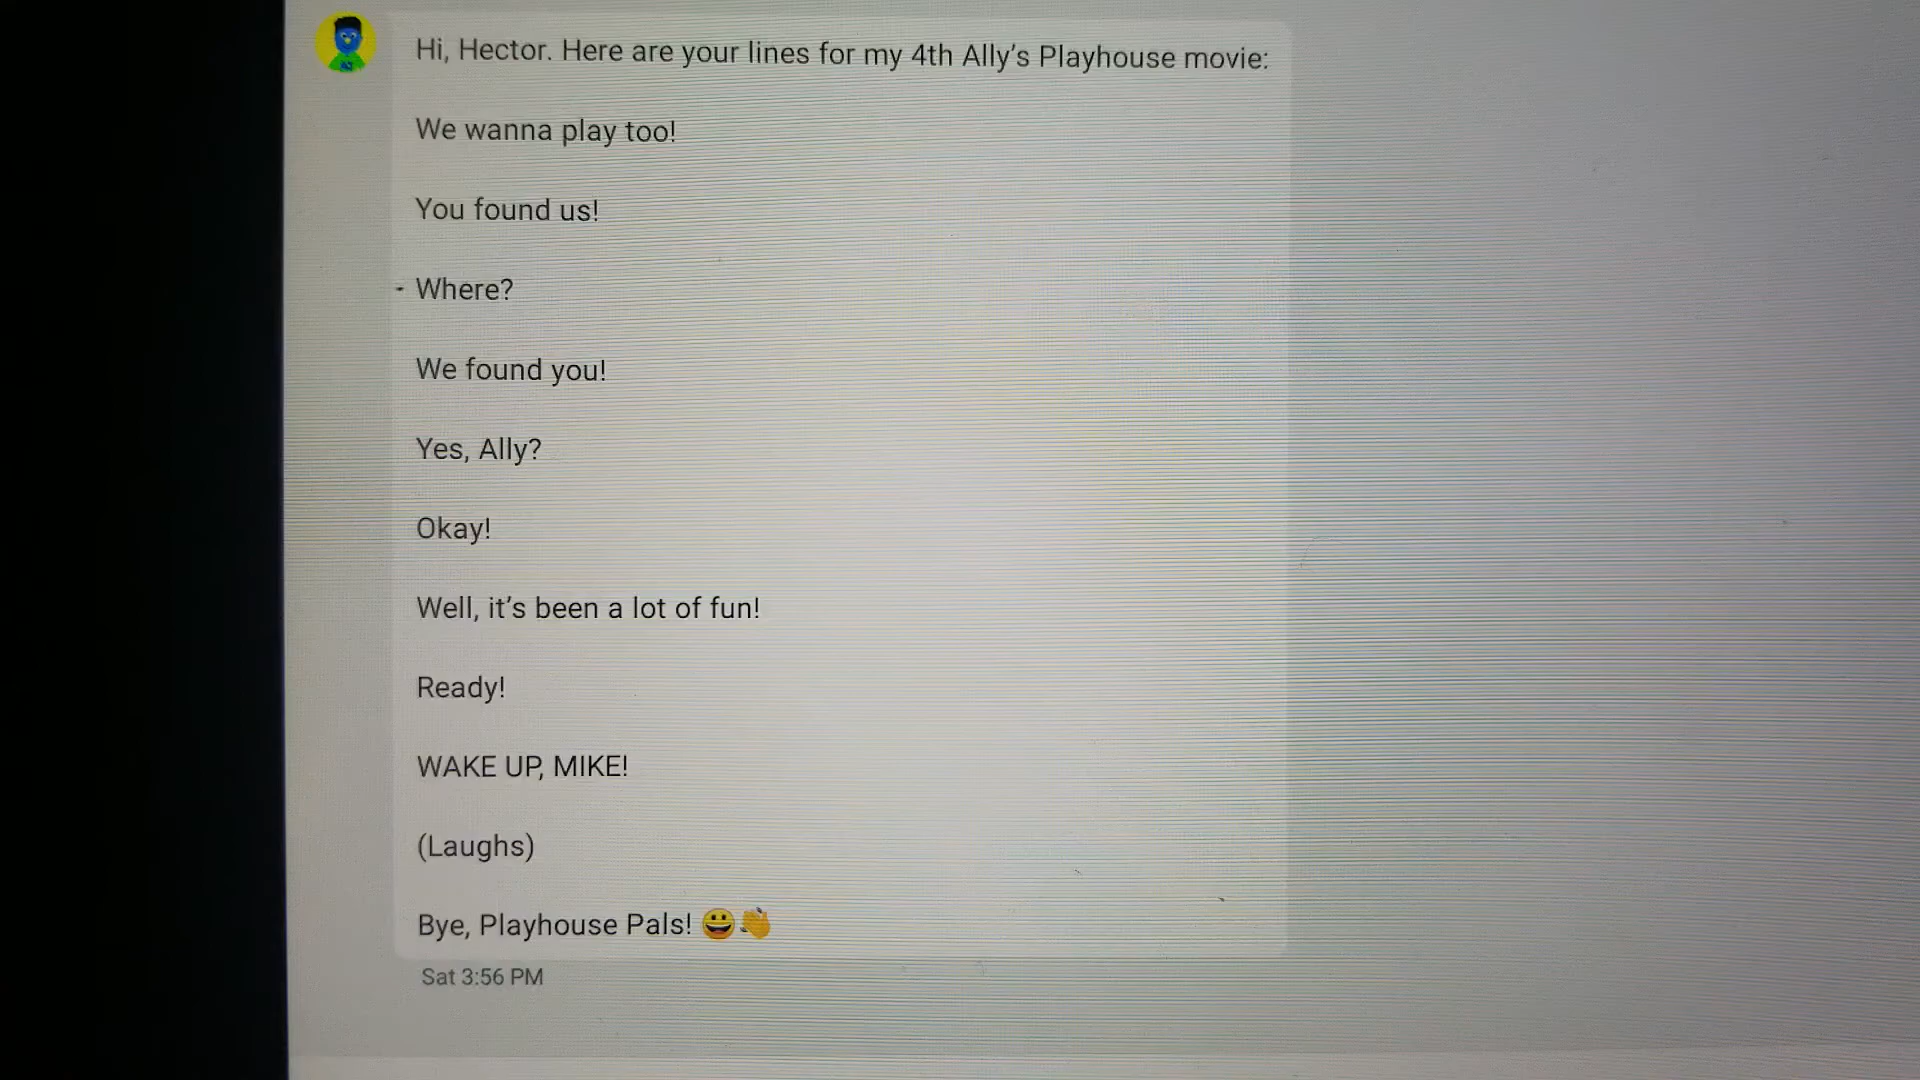 Hi, Hector. Here are your lines for my 4th Ally's Playhouse movie:
We wanna play too!
You found us!
- Where?
We found you!
Yes, Ally?
Okay!
Well, it's been a lot of fun!
Ready!
WAKE UP, MIKE!
(Laughs)
Bye, Playhouse Pals! 😀👏
Sat 3:56 PM